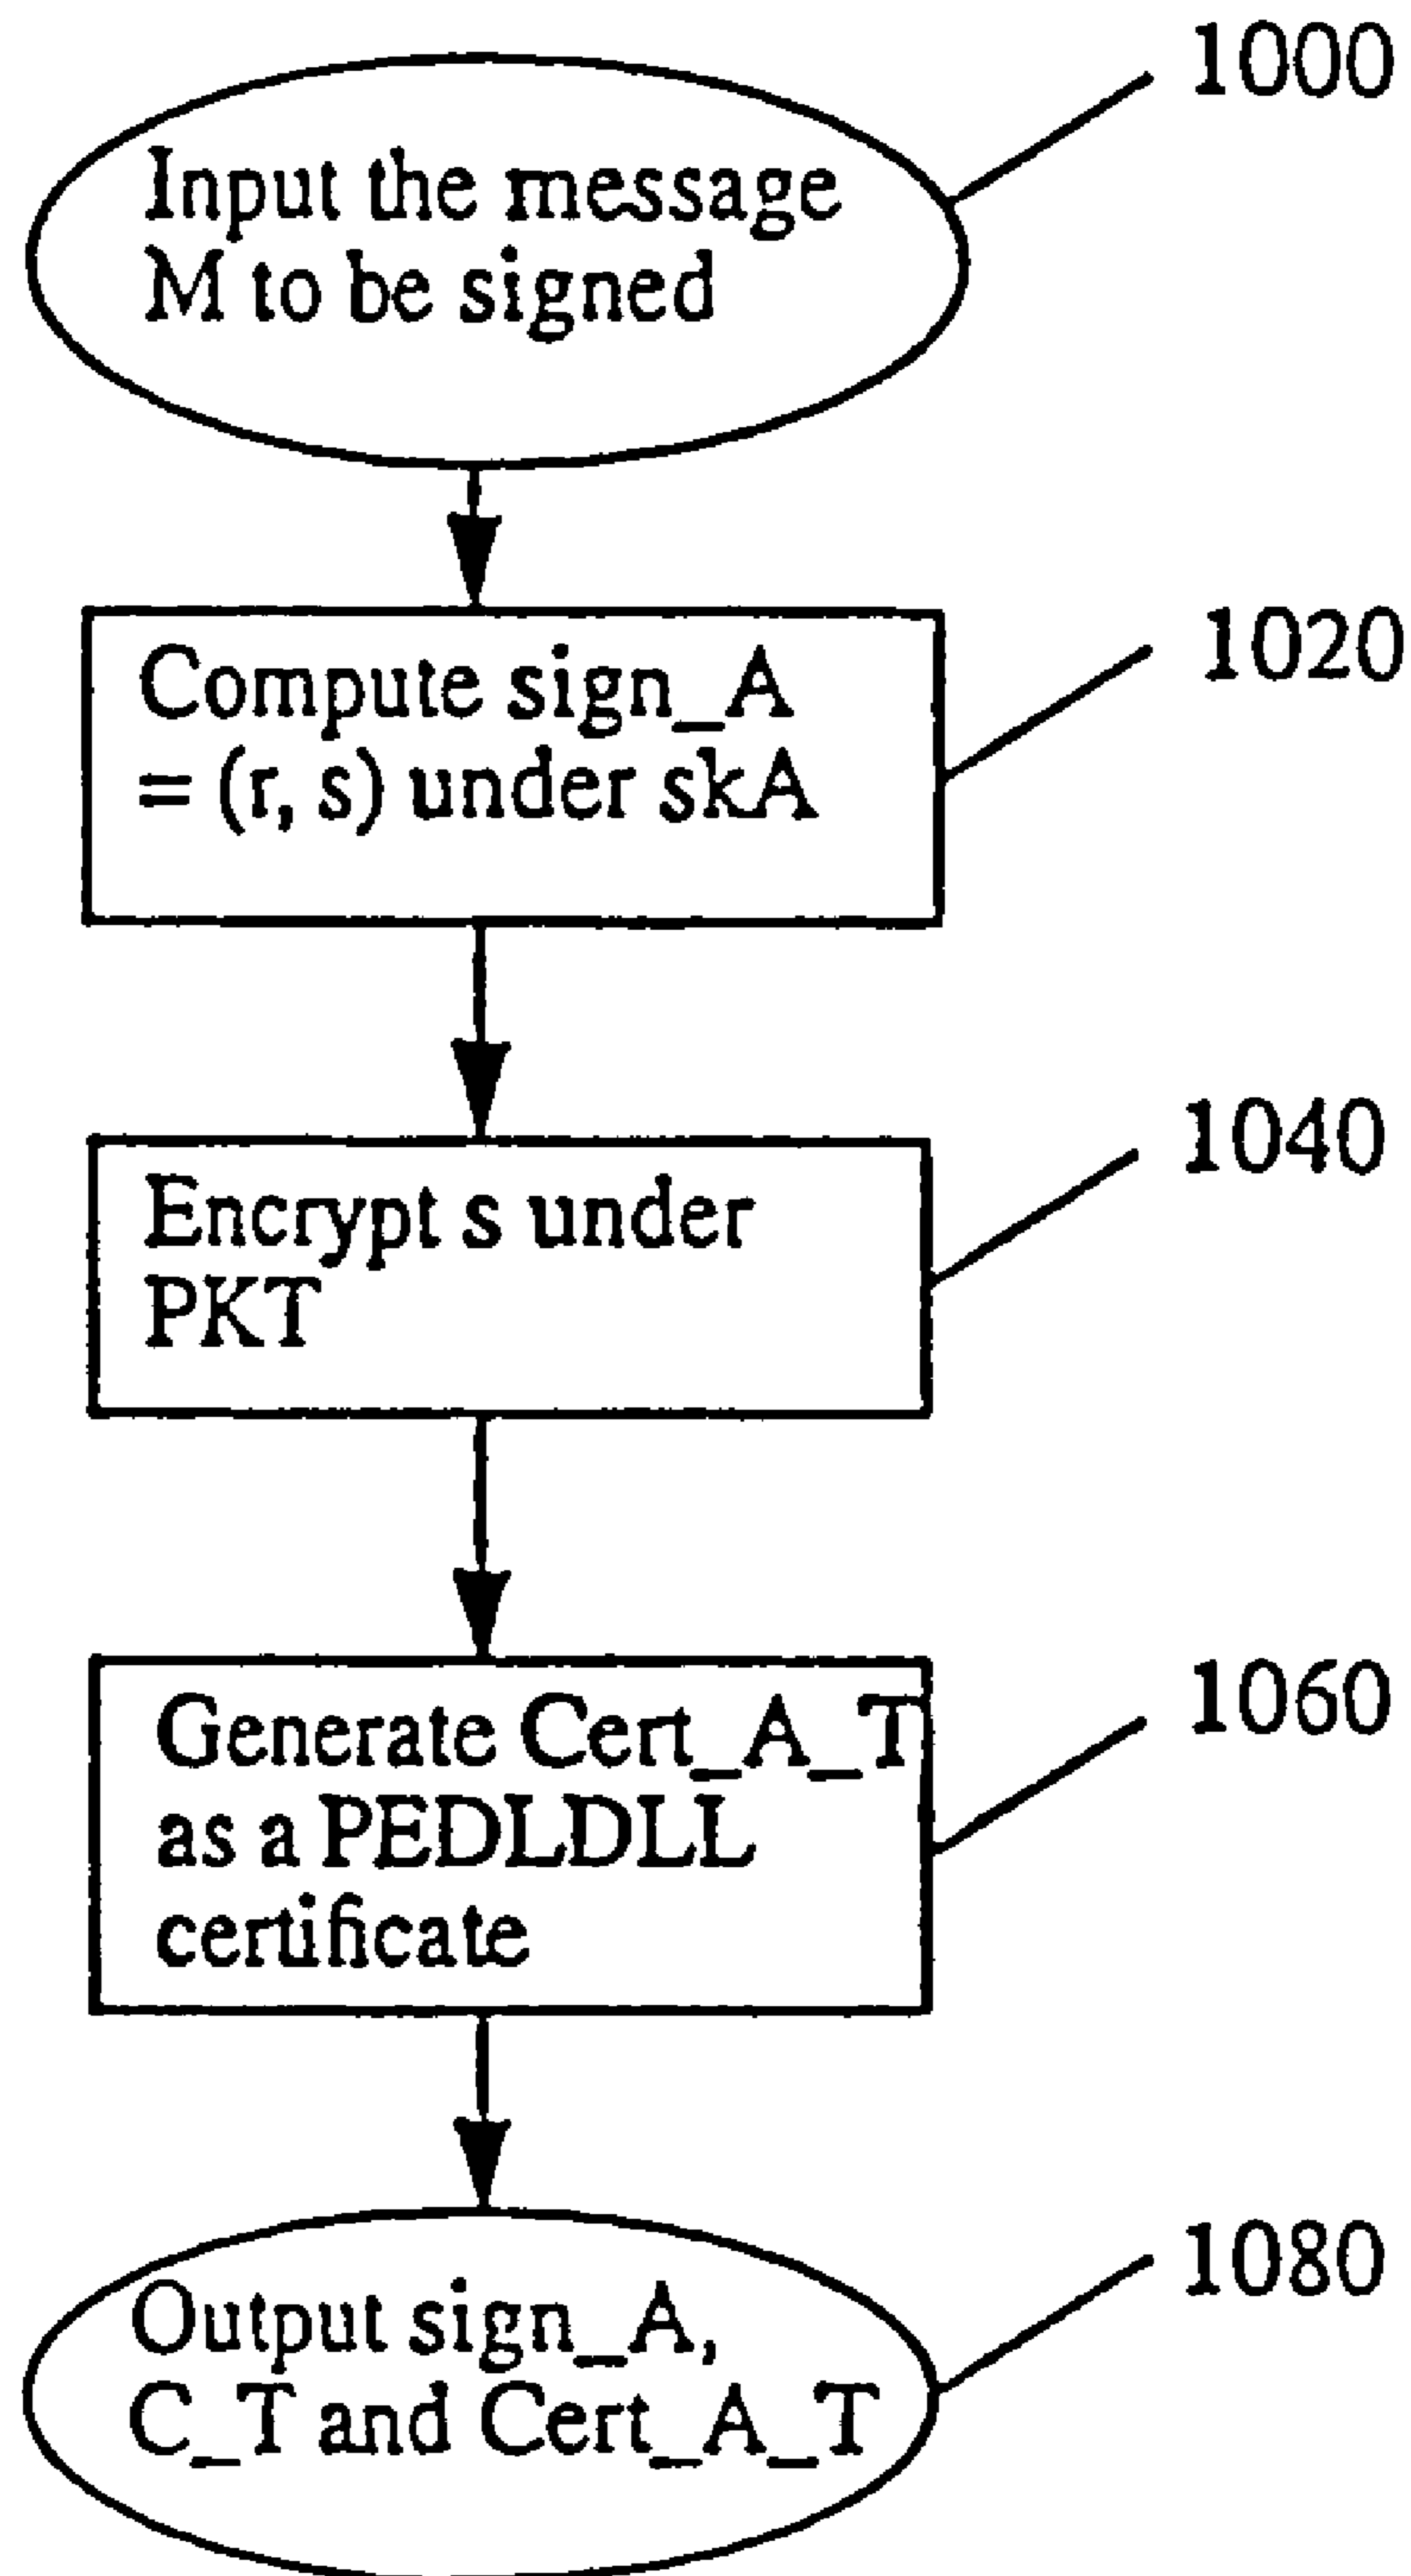 1000
Input the message
M to be signed
1020
Compute sign_A
= (r, s) under skA
1040
Encrypt s under
PKT
1060
Generate Cert_A_T
as a PEDLDLL
certificate
1080
Output sign_A,
C_T and Cert_A_T